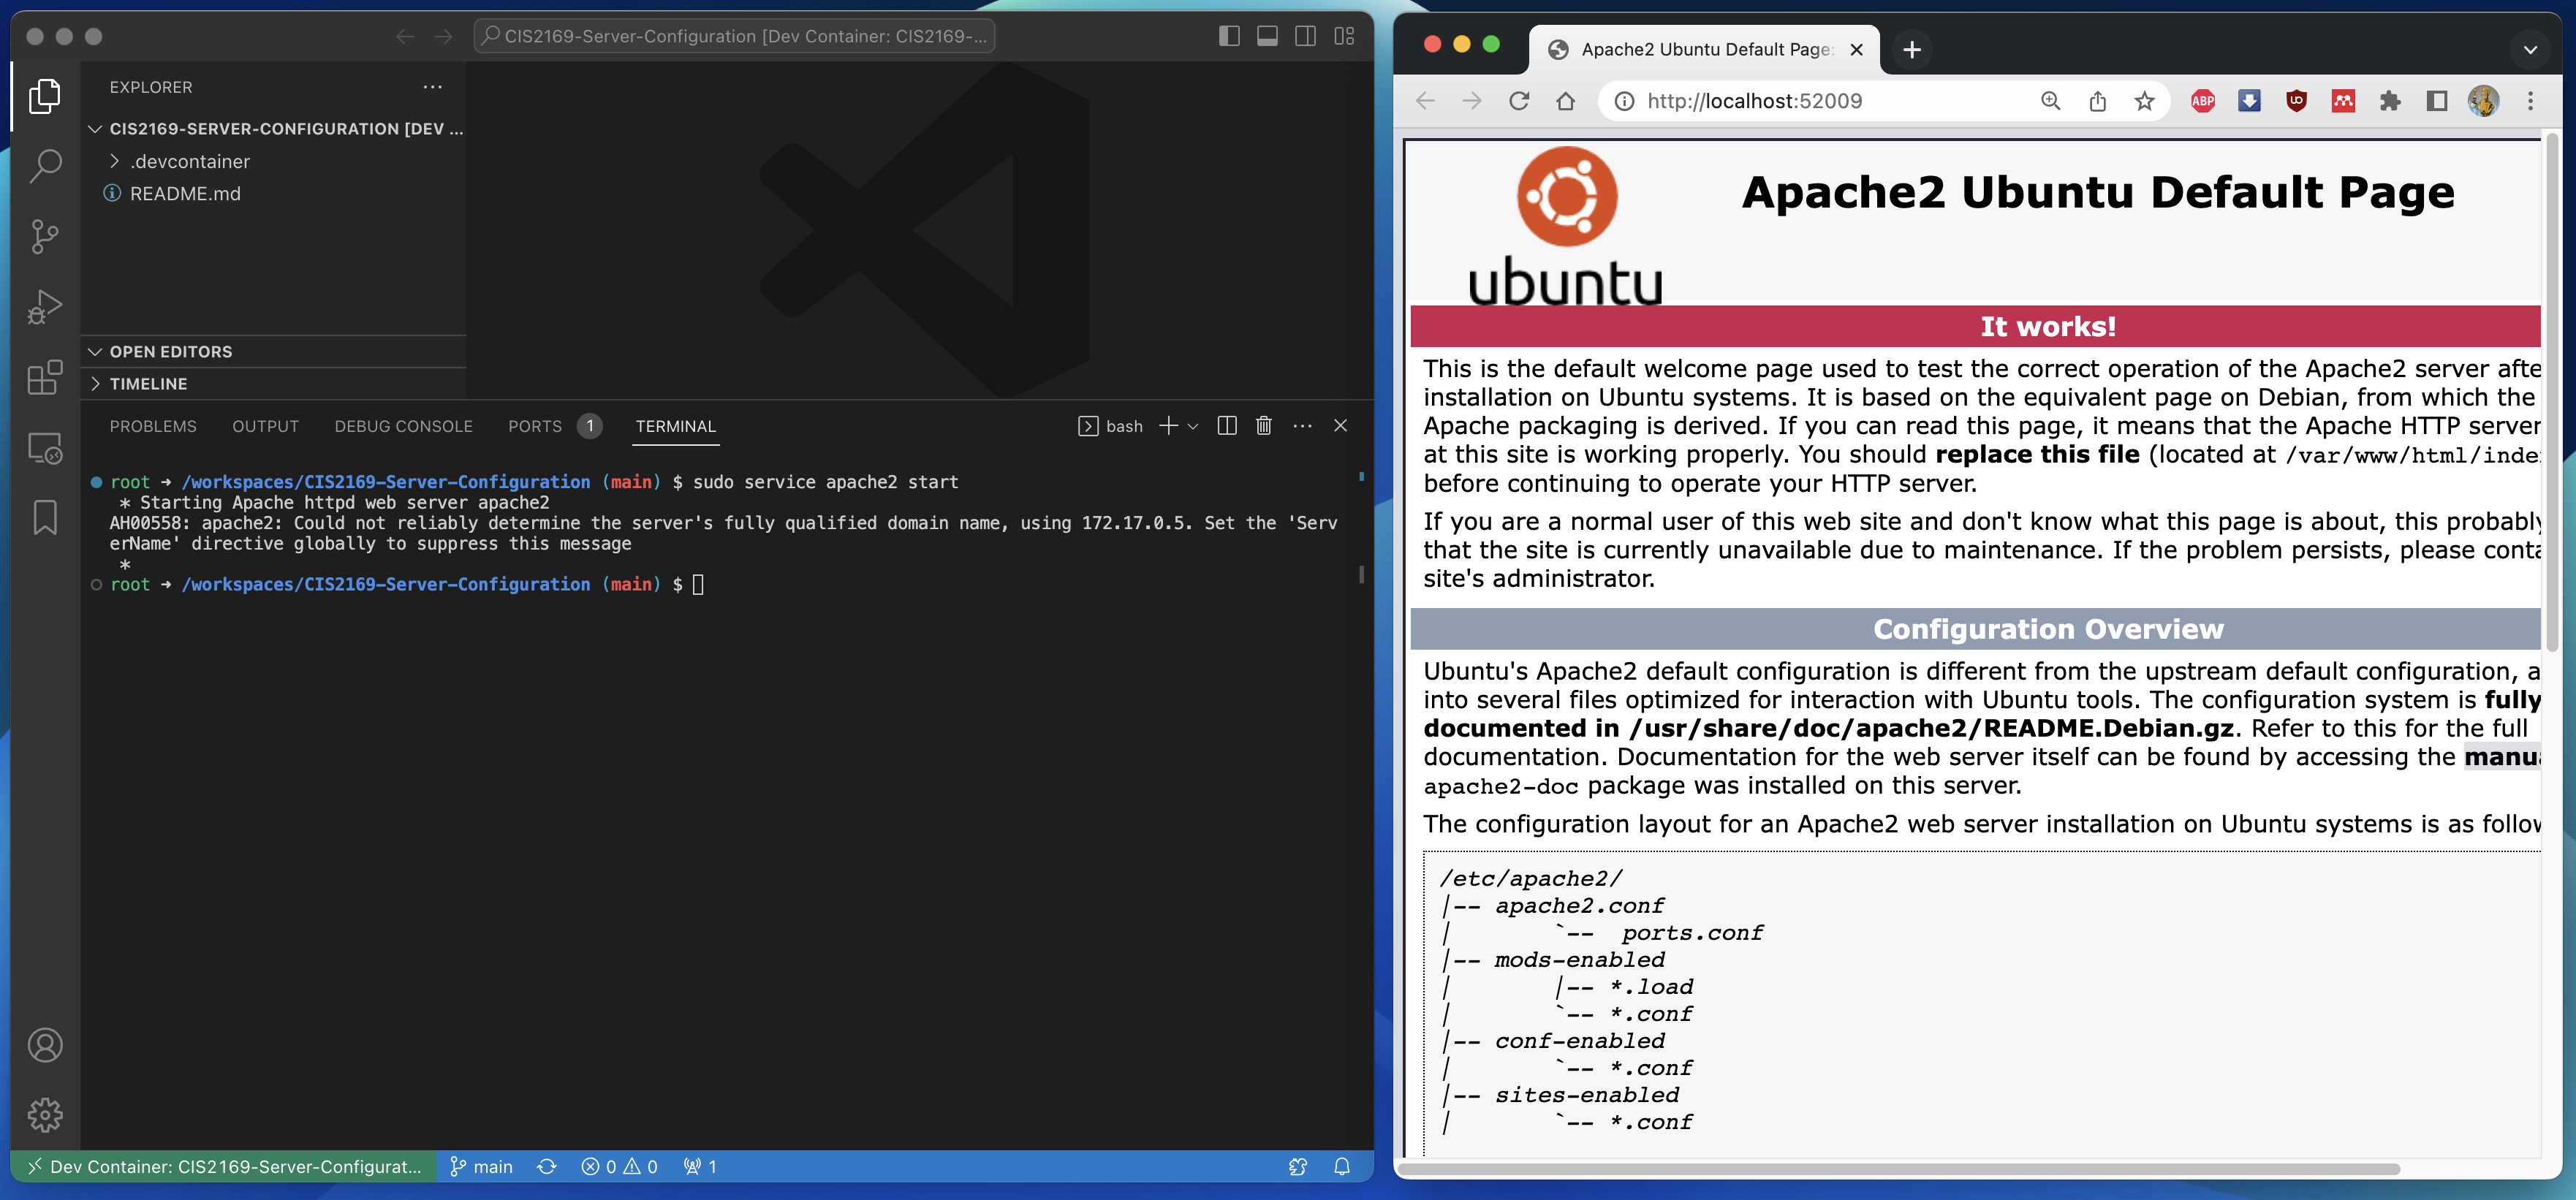 CIS2169-Server-Configuration [Dev Container: CIS2169-...
EXPLORER
CIS2169-SERVER-CONFIGURATION [DEV ...
.devcontainer
README.md
OPEN EDITORS
TIMELINE
PROBLEMS OUTPUT DEBUG CONSOLE PORTS 1 TERMINAL
bash
root ➜ /workspaces/CIS2169-Server-Configuration (main) $ sudo service apache2 start
* Starting Apache httpd web server apache2
AH00558: apache2: Could not reliably determine the server's fully qualified domain name, using 172.17.0.5. Set the 'Serv
erName' directive globally to suppress this message
*
root ➜ /workspaces/CIS2169-Server-Configuration (main) $
Dev Container: CIS2169-Server-Configurat... main 0 0 1
Apache2 Ubuntu Default Page:
http://localhost:52009
ABP
UO
ubuntu
Apache2 Ubuntu Default Page
It works!
This is the default welcome page used to test the correct operation of the Apache2 server afte
installation on Ubuntu systems. It is based on the equivalent page on Debian, from which the
Apache packaging is derived. If you can read this page, it means that the Apache HTTP server
at this site is working properly. You should replace this file (located at /var/www/html/inde
before continuing to operate your HTTP server.
If you are a normal user of this web site and don't know what this page is about, this probably
that the site is currently unavailable due to maintenance. If the problem persists, please conta
site's administrator.
Configuration Overview
Ubuntu's Apache2 default configuration is different from the upstream default configuration, a
into several files optimized for interaction with Ubuntu tools. The configuration system is fully
documented in /usr/share/doc/apache2/README.Debian.gz. Refer to this for the full
documentation. Documentation for the web server itself can be found by accessing the manu
apache2-doc package was installed on this server.
The configuration layout for an Apache2 web server installation on Ubuntu systems is as follow
/etc/apache2/
|-- apache2.conf
|       `--  ports.conf
|-- mods-enabled
|       |-- *.load
|       `-- *.conf
|-- conf-enabled
|       `-- *.conf
|-- sites-enabled
|       `-- *.conf